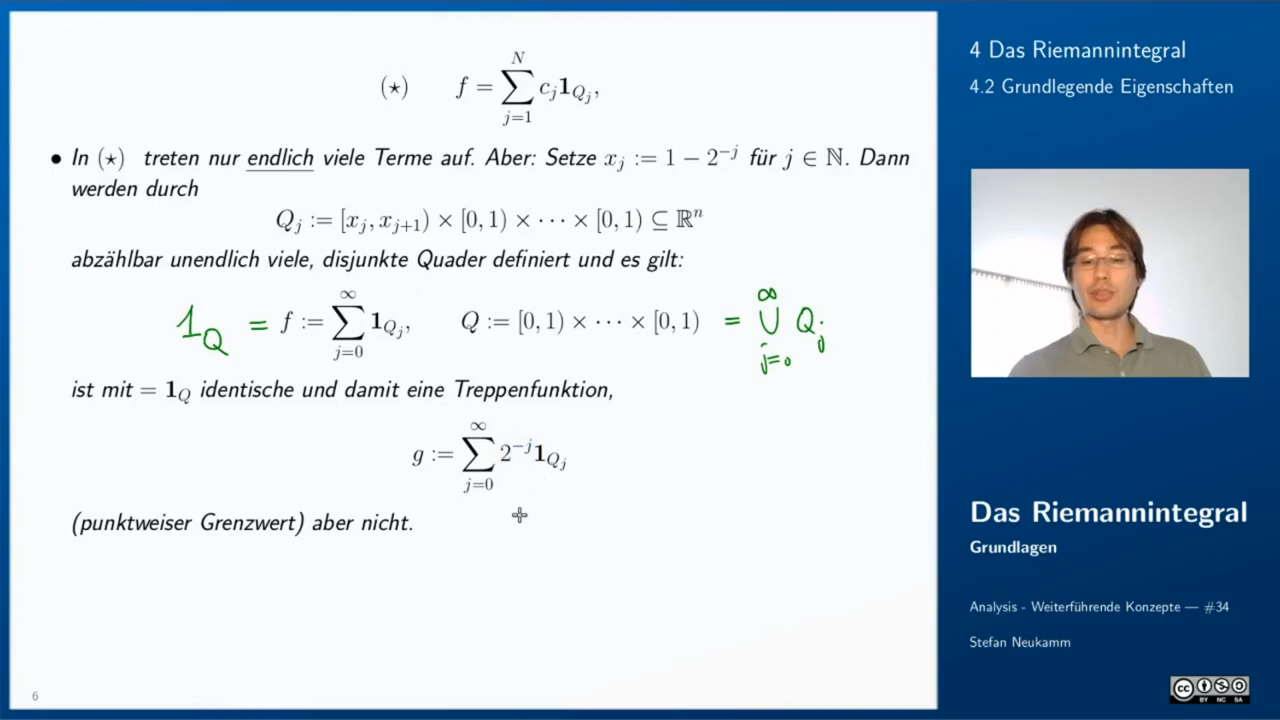 (⋆) f = ∑_{j=1}^{N} c_j 1_{Q_j},
• In (⋆) treten nur endlich viele Terme auf. Aber: Setze x_j := 1 − 2^{−j} für j ∈ ℕ. Dann
werden durch
Q_j := [x_j, x_{j+1}) × [0, 1) × ⋯ × [0, 1) ⊆ ℝ^n
abzählbar unendlich viele, disjunkte Quader definiert und es gilt:
1_Q = f := ∑_{j=0}^{∞} 1_{Q_j}, Q := [0, 1) × ⋯ × [0, 1) = ∪_{j=0}^{∞} Q_j
ist mit = 1_Q identische und damit eine Treppenfunktion,
g := ∑_{j=0}^{∞} 2^{−j} 1_{Q_j}
(punktweiser Grenzwert) aber nicht.
6
4 Das Riemannintegral
4.2 Grundlegende Eigenschaften
Das Riemannintegral
Grundlagen
Analysis - Weiterführende Konzepte — #34
Stefan Neukamm
cc
BY NC SA